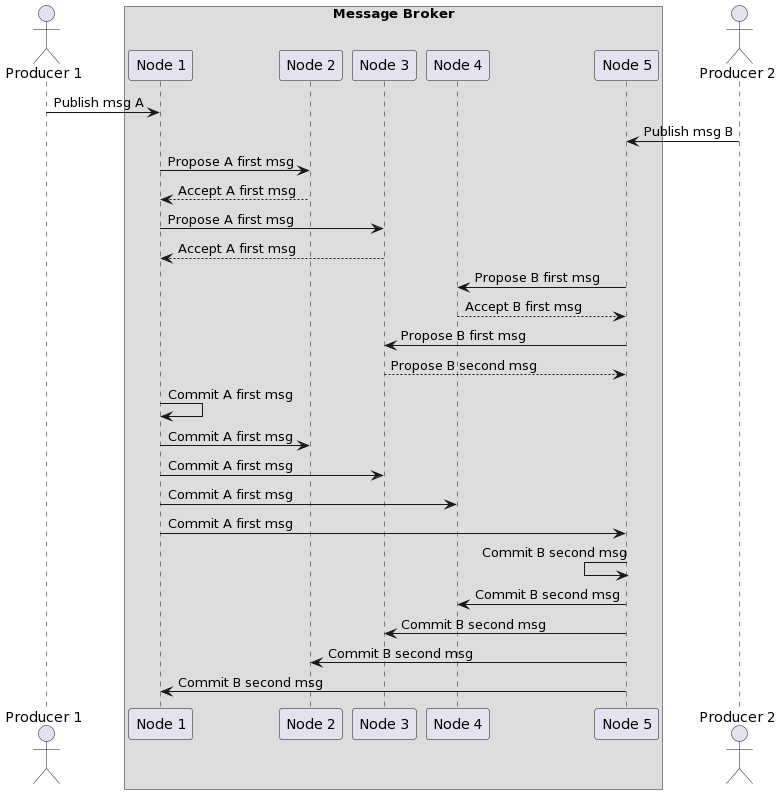 Message Broker
Producer 1
Node 1
Node 2
Node 3
Node 4
Node 5
Producer 2
Publish msg A
Publish msg B
Propose A first msg
Accept A first msg
Propose A first msg
Accept A first msg
Propose B first msg
Accept B first msg
Propose B first msg
Propose B second msg
Commit A first msg
Commit A first msg
Commit A first msg
Commit A first msg
Commit A first msg
Commit B second msg
Commit B second msg
Commit B second msg
Commit B second msg
Commit B second msg
Producer 1
Node 1
Node 2
Node 3
Node 4
Node 5
Producer 2